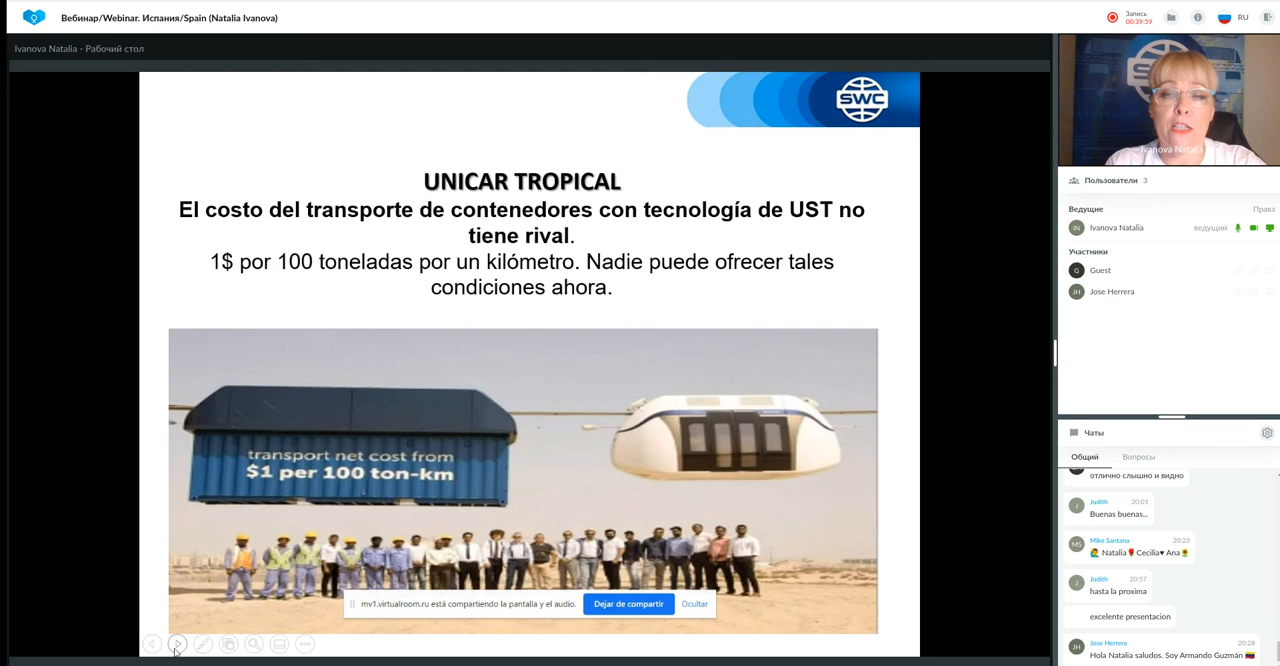 Вебинар/Webinar. Испания/Spain (Natalia Ivanova)
Запись
00:39:59
RU
Ivanova Natalia - Рабочий стол
SWC
UNICAR TROPICAL
El costo del transporte de contenedores con tecnología de UST no
tiene rival.
1$ por 100 toneladas por un kilómetro. Nadie puede ofrecer tales
condiciones ahora.
transport net cost from
$1 per 100 ton-km
mv1.virtualroom.ru está compartiendo la pantalla y el audio.
Dejar de compartir
Ocultar
Ivanova Natalia
Пользователи 3
Ведущие
Права
IN
Ivanova Natalia
ведущий
Участники
G
Guest
JH
Jose Herrera
Чаты
Общий
Вопросы
отлично слышно и видно
J
Judith 20:01
Buenas buenas...
MS
Mike Santana 20:23
🙋‍♂️ Natalia🌹Cecilia♥ Ana🌻
J
Judith 20:57
hasta la proxima
excelente presentacion
JH
Jose Herrera 20:28
Hola Natalia saludos. Soy Armando Guzmán 🇻🇪